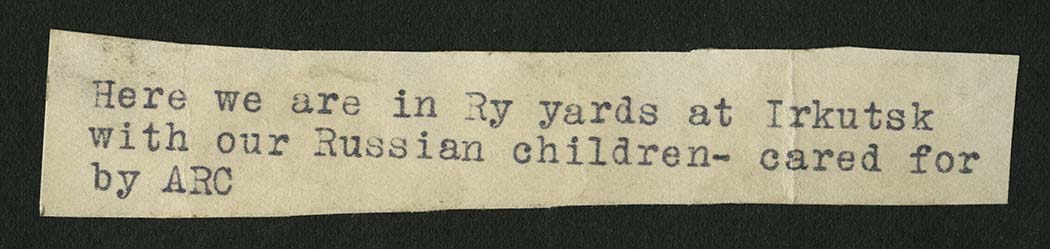 Here we are in Ry yards at Irkutsk
with our Russian children- cared for
by ARC